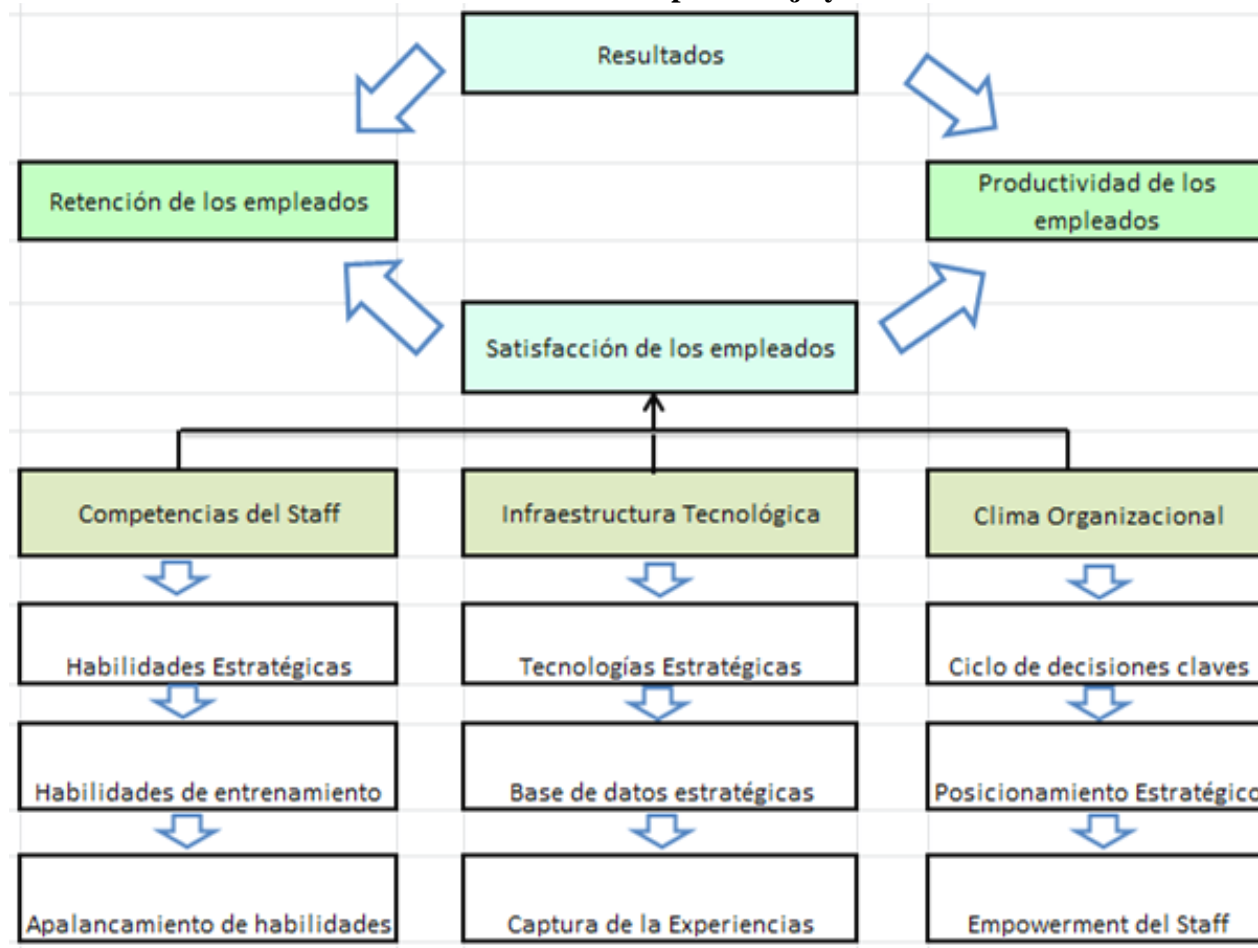 Resultados
Retención de los empleados
Productividad de los
empleados
Satisfacción de los empleados
Competencias del Staff
Infraestructura Tecnológica
Clima Organizacional
Habilidades Estratégicas
Tecnologías Estratégicas
Ciclo de decisiones claves
Habilidades de entrenamiento
Base de datos estratégicas
Posicionamiento Estratégico
Apalancamiento de habilidades
Captura de la Experiencias
Empowerment del Staff